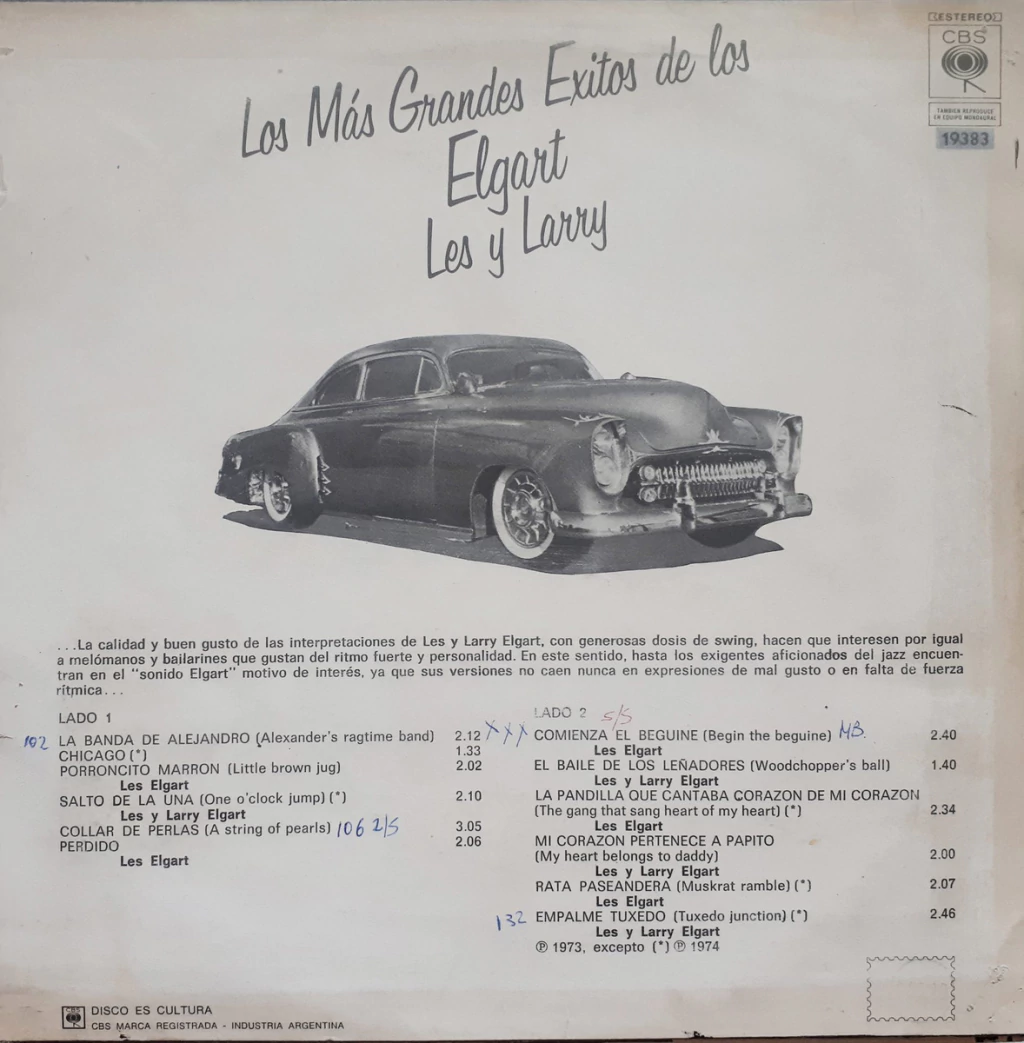 ESTEREO
CBS
TAMBIEN REPRODUCE
EN EQUIPO MONOAURAL
19383
Los Más Grandes Exitos de los
Elgart
Les y Larry
...La calidad y buen gusto de las interpretaciones de Les y Larry Elgart, con generosas dosis de swing, hacen que interesen por igual
a melómanos y bailarines que gustan del ritmo fuerte y personalidad. En este sentido, hasta los exigentes aficionados del jazz encuen-
tran en el "sonido Elgart" motivo de interés, ya que sus versiones no caen nunca en expresiones de mal gusto o en falta de fuerza
rítmica...
LADO 1
102 LA BANDA DE ALEJANDRO (Alexander's ragtime band) 2.12
CHICAGO (*) 1.33
PORRONCITO MARRON (Little brown jug) 2.02
Les Elgart
SALTO DE LA UNA (One o'clock jump) (*) 2.10
Les y Larry Elgart
COLLAR DE PERLAS (A string of pearls) 106 2/5 3.05
PERDIDO 2.06
Les Elgart
LADO 2 5/5
XXX COMIENZA EL BEGUINE (Begin the beguine) MB. 2.40
Les Elgart
EL BAILE DE LOS LEÑADORES (Woodchopper's ball) 1.40
Les y Larry Elgart
LA PANDILLA QUE CANTABA CORAZON DE MI CORAZON
(The gang that sang heart of my heart) (*) 2.34
Les Elgart
MI CORAZON PERTENECE A PAPITO
(My heart belongs to daddy) 2.00
Les y Larry Elgart
RATA PASEANDERA (Muskrat ramble) (*) 2.07
Les Elgart
132 EMPALME TUXEDO (Tuxedo junction) (*) 2.46
Les y Larry Elgart
℗ 1973, excepto (*) ℗ 1974
CBS
DISCO ES CULTURA
CBS MARCA REGISTRADA - INDUSTRIA ARGENTINA